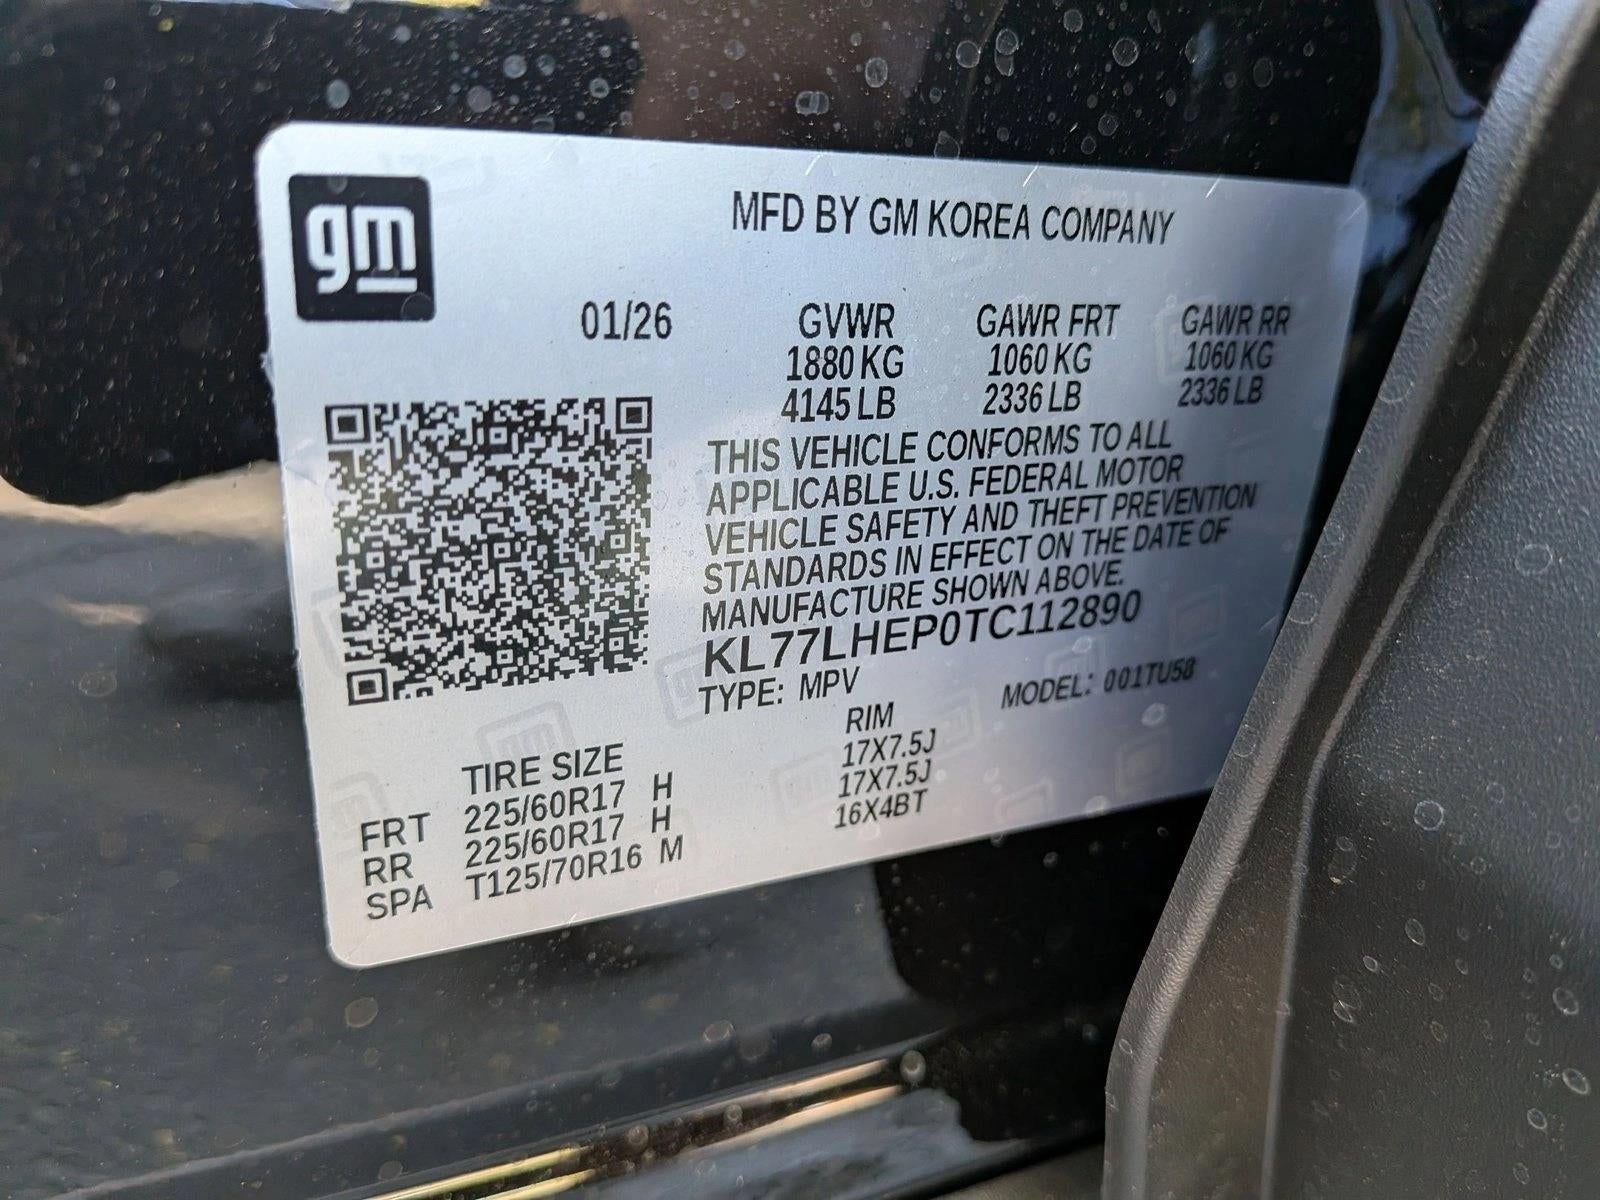 gm
MFD BY GM KOREA COMPANY
01/26
GVWR GAWR FRT GAWR RR
1880 KG 1060 KG 1060 KG
4145 LB 2336 LB 2336 LB
THIS VEHICLE CONFORMS TO ALL
APPLICABLE U.S. FEDERAL MOTOR
VEHICLE SAFETY AND THEFT PREVENTION
STANDARDS IN EFFECT ON THE DATE OF
MANUFACTURE SHOWN ABOVE.
KL77LHEP0TC112890
TYPE: MPV MODEL: 001TU58
TIRE SIZE RIM
FRT 225/60R17 H 17X7.5J
RR 225/60R17 H 17X7.5J
SPA T125/70R16 M 16X4BT